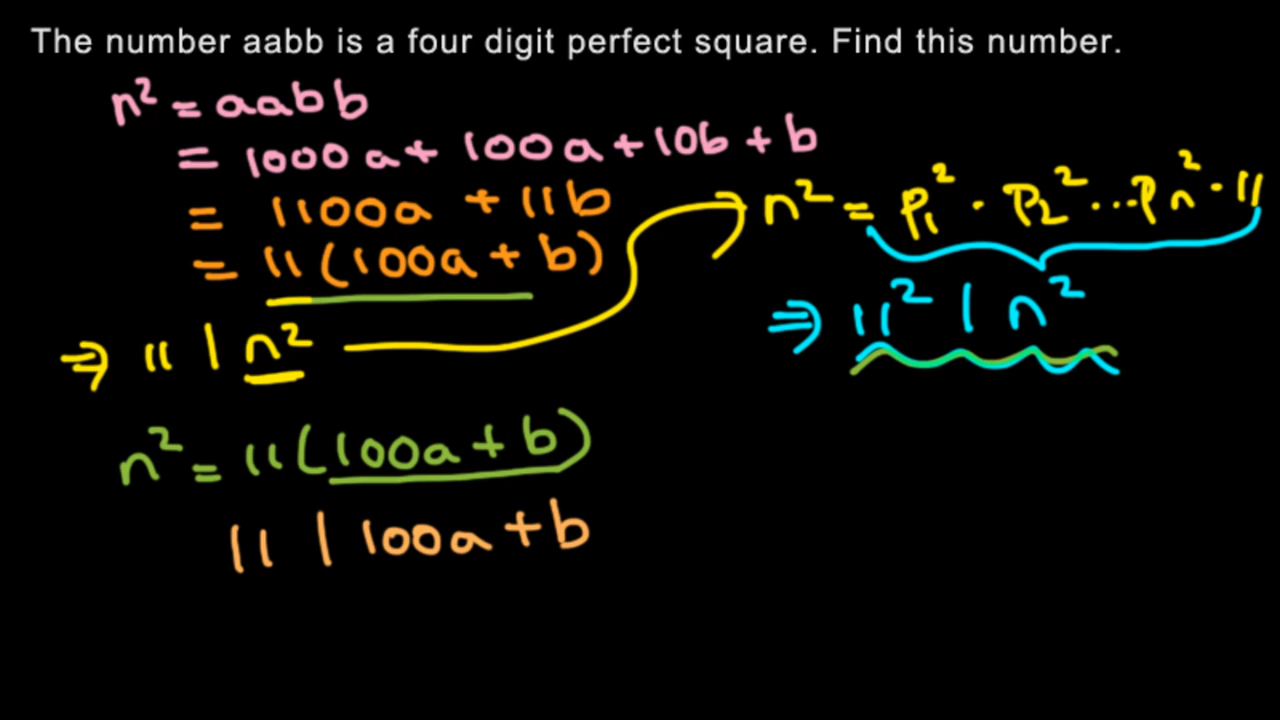 The number aabb is a four digit perfect square. Find this number.
n² = aabb
= 1000a + 100a + 10b + b
= 1100a + 11b
= 11(100a + b)
⇒ 11 | n²
n² = p₁² · p₂² ... pₙ² · 11
⇒ 11² | n²
n² = 11(100a + b)
11 | 100a + b